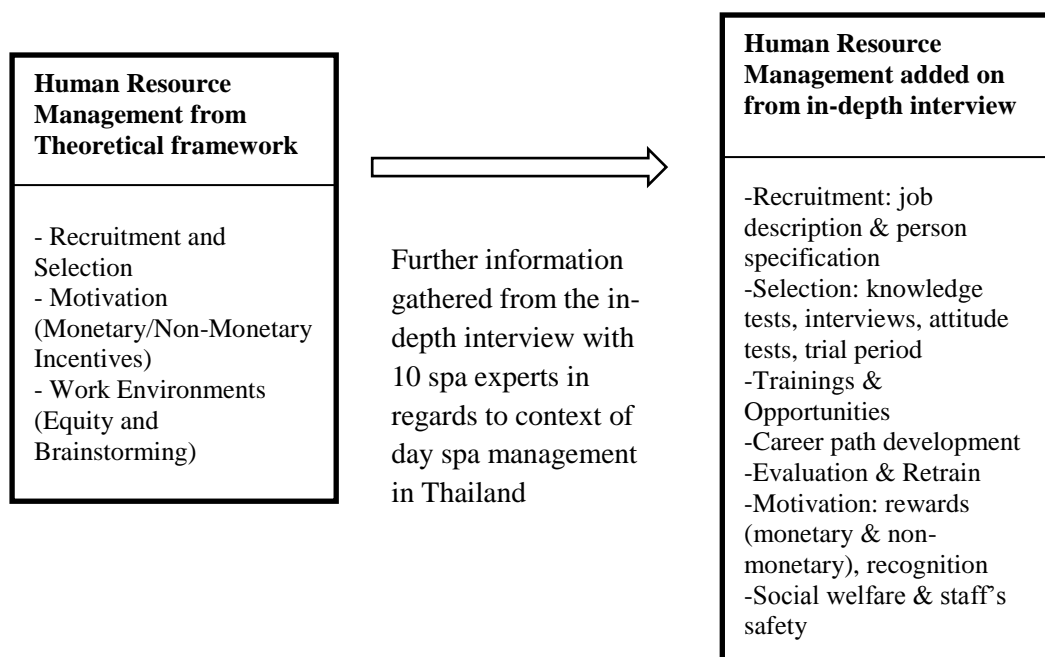 Human Resource
Management from
Theoretical framework
- Recruitment and
Selection
- Motivation
(Monetary/Non-Monetary
Incentives)
- Work Environments
(Equity and
Brainstorming)
Further information
gathered from the in-
depth interview with
10 spa experts in
regards to context of
day spa management
in Thailand
Human Resource
Management added on
from in-depth interview
-Recruitment: job
description & person
specification
-Selection: knowledge
tests, interviews, attitude
tests, trial period
-Trainings &
Opportunities
-Career path development
-Evaluation & Retrain
-Motivation: rewards
(monetary & non-
monetary), recognition
-Social welfare & staff’s
safety